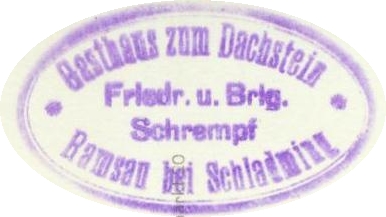 Gasthaus zum Dachstein
Friedr. u. Brig.
Schrempf
Ramsau bei Schladming